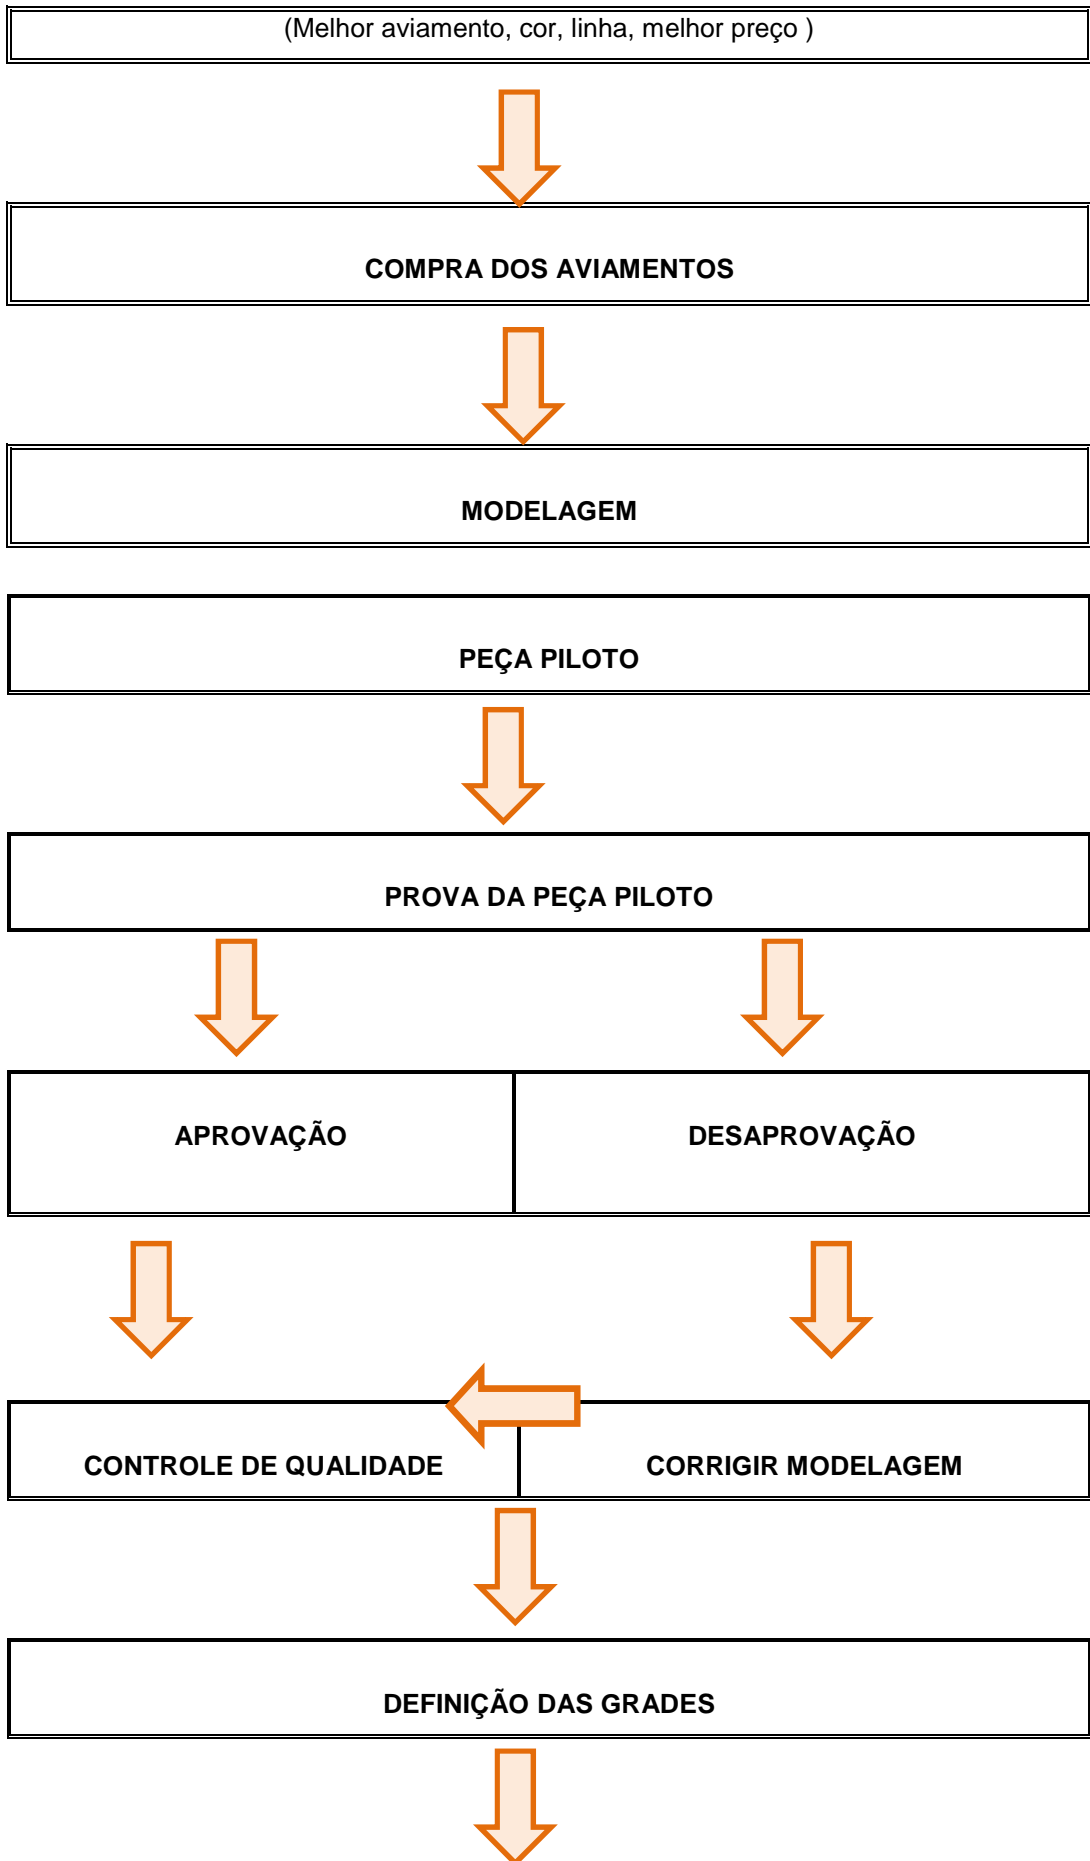 (Melhor aviamento, cor, linha, melhor preço )
COMPRA DOS AVIAMENTOS
MODELAGEM
PEÇA PILOTO
PROVA DA PEÇA PILOTO
APROVAÇÃO
DESAPROVAÇÃO
CONTROLE DE QUALIDADE
CORRIGIR MODELAGEM
DEFINIÇÃO DAS GRADES